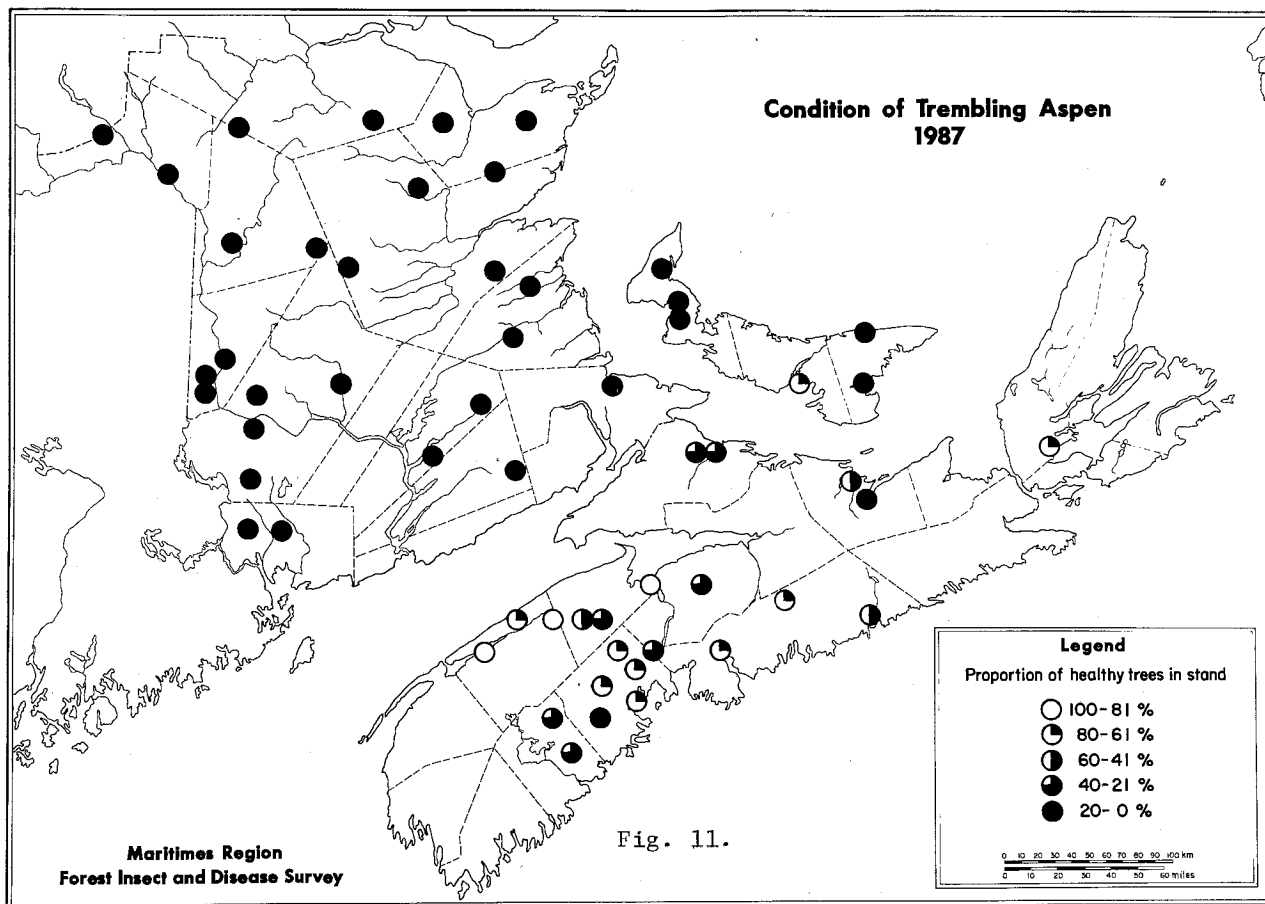 Condition of Trembling Aspen
1987
Legend
Proportion of healthy trees in stand
100-81 %
80-61 %
60-41 %
40-21 %
20- 0 %
0 10 20 30 40 50 60 70 80 90 100 km
0 10 20 30 40 50 60 miles
Fig. 11.
Maritimes Region
Forest Insect and Disease Survey